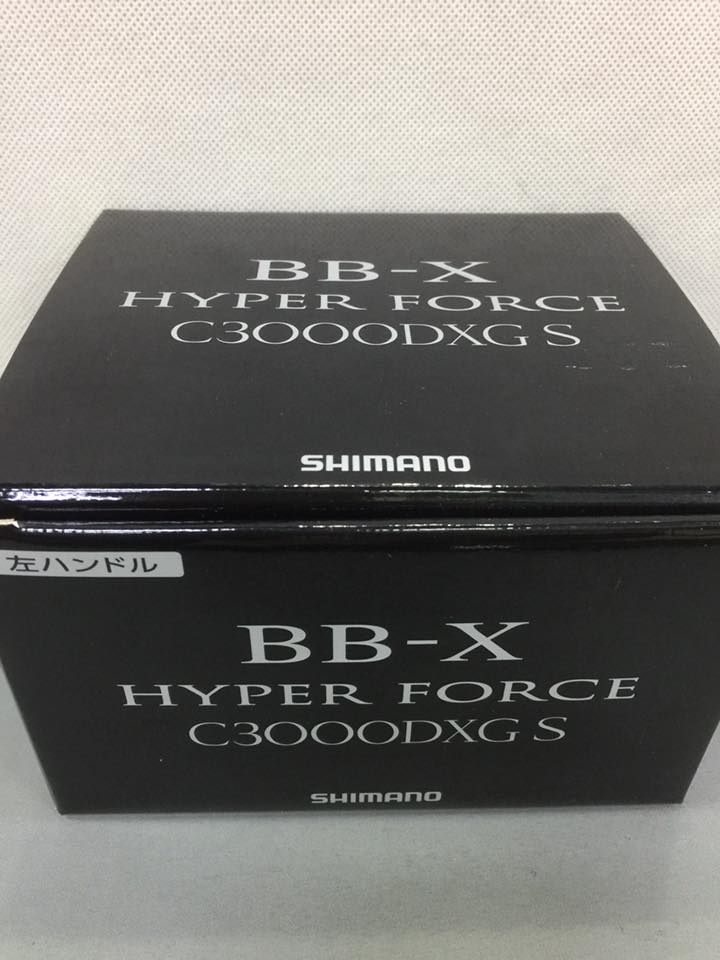 BB-X
HYPER FORCE
C3000DXG S
SHIMANO
左ハンドル
BB-X
HYPER FORCE
C3000DXG S
SHIMANO